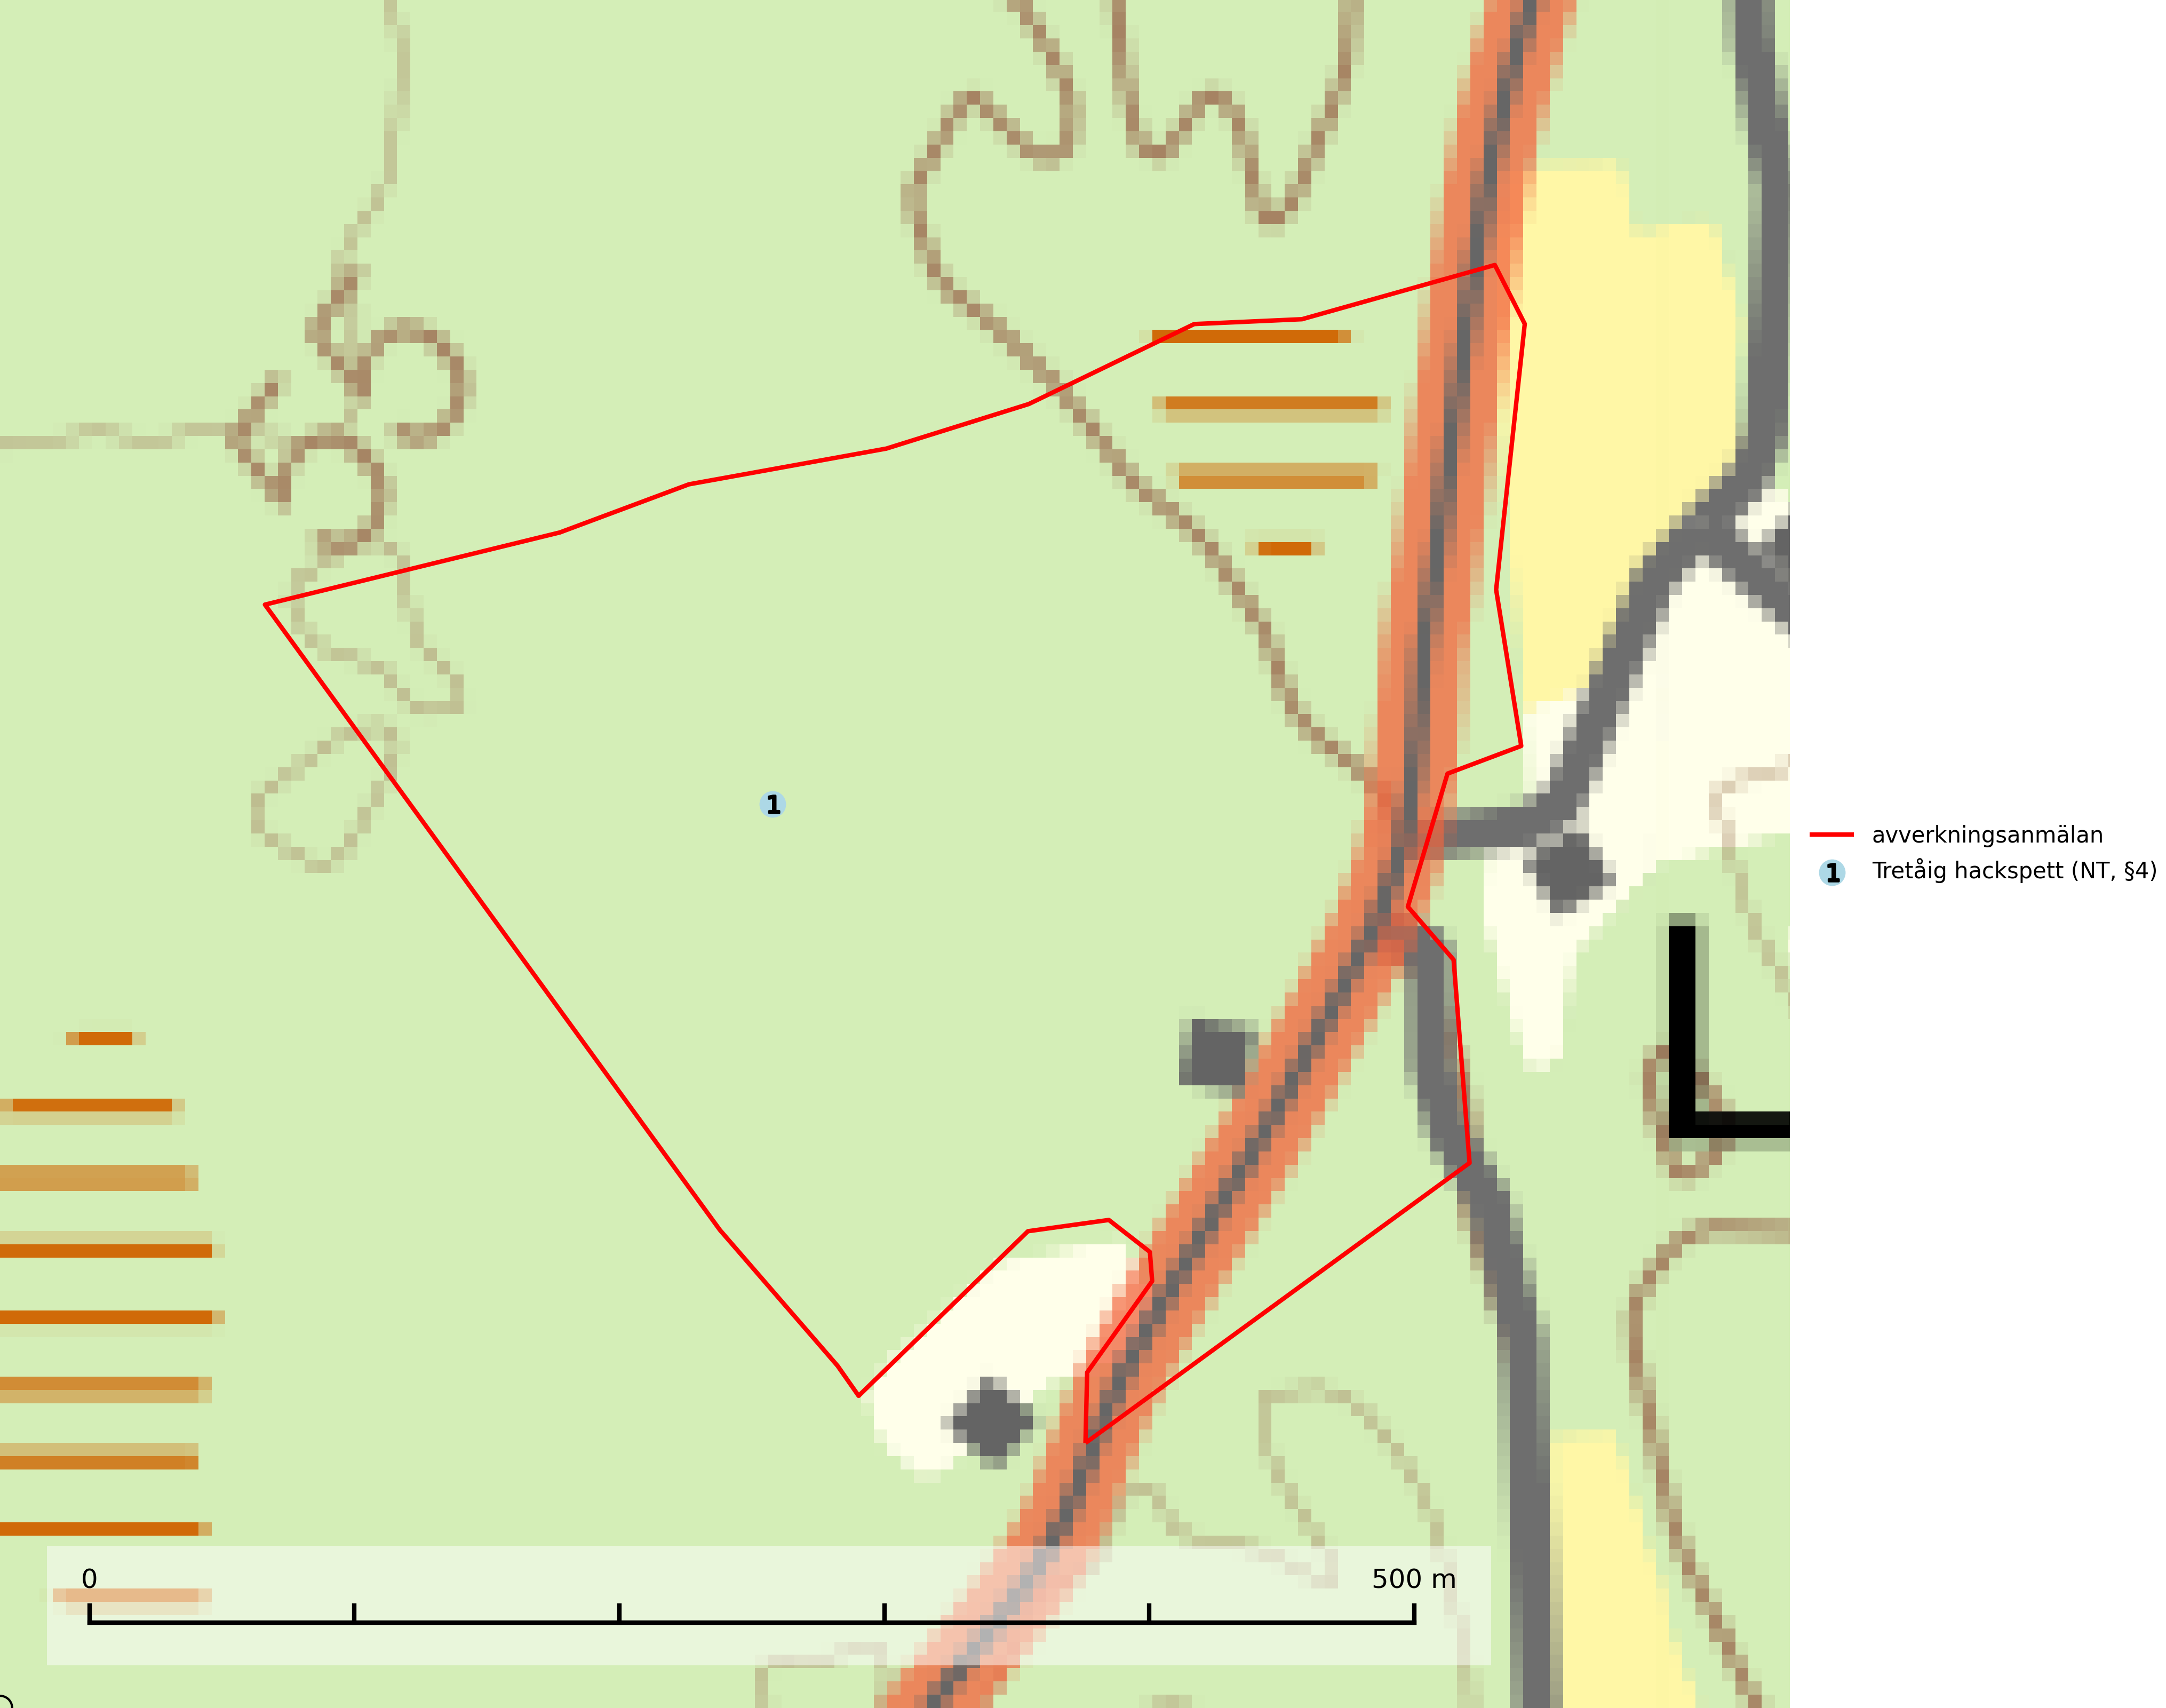 1
avverkningsanmälan
1 Tretåig hackspett (NT, §4)
0 500 m